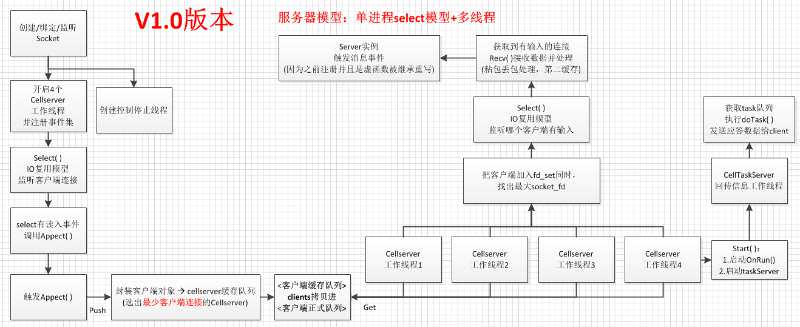 V1.0版本
服务器模型：单进程select模型+多线程
创建/绑定/监听
Socket
开启4个
Cellserver
工作线程
并注册事件集
创建控制停止线程
Select( )
IO复用模型
监听客户端连接
select有读入事件
调用Appect( )
触发Appect( )
Push
封装客户端对象→cellserver缓存队列
(选出最少客户端连接的Cellserver)
<客户端缓存队列>
clients拷贝进
<客户端正式队列>
Get
Server实例
触发消息事件
(因为之前注册并且是虚函数被继承重写)
获取到有输入的连接
Recv( )接收数据并处理
(粘包丢包处理，第二缓存)
Select( )
IO复用模型
监听哪个客户端有输入
把客户端加入fd_set同时，
找出最大socket_fd
Cellserver
工作线程1
Cellserver
工作线程2
Cellserver
工作线程3
Cellserver
工作线程4
获取task队列
执行doTask( )
发送应答数据给client
CellTaskServer
回传信息工作线程
Start( )：
1.启动OnRun()
2.启动taskServer